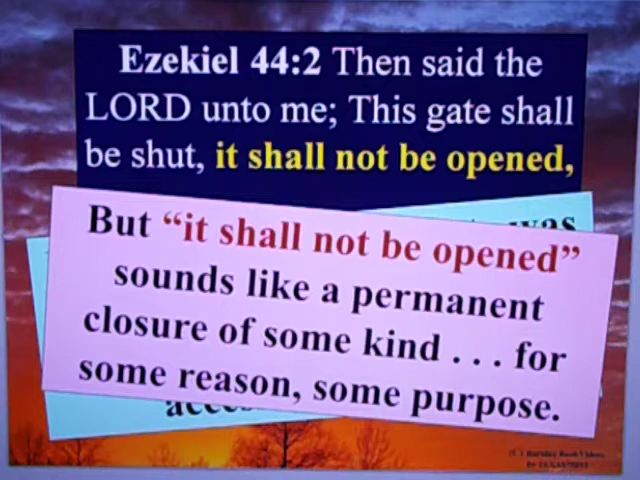 Ezekiel 44:2 Then said the
LORD unto me; This gate shall
be shut, it shall not be opened,
was
But “it shall not be opened”
sounds like a permanent
closure of some kind . . . for
some reason, some purpose.